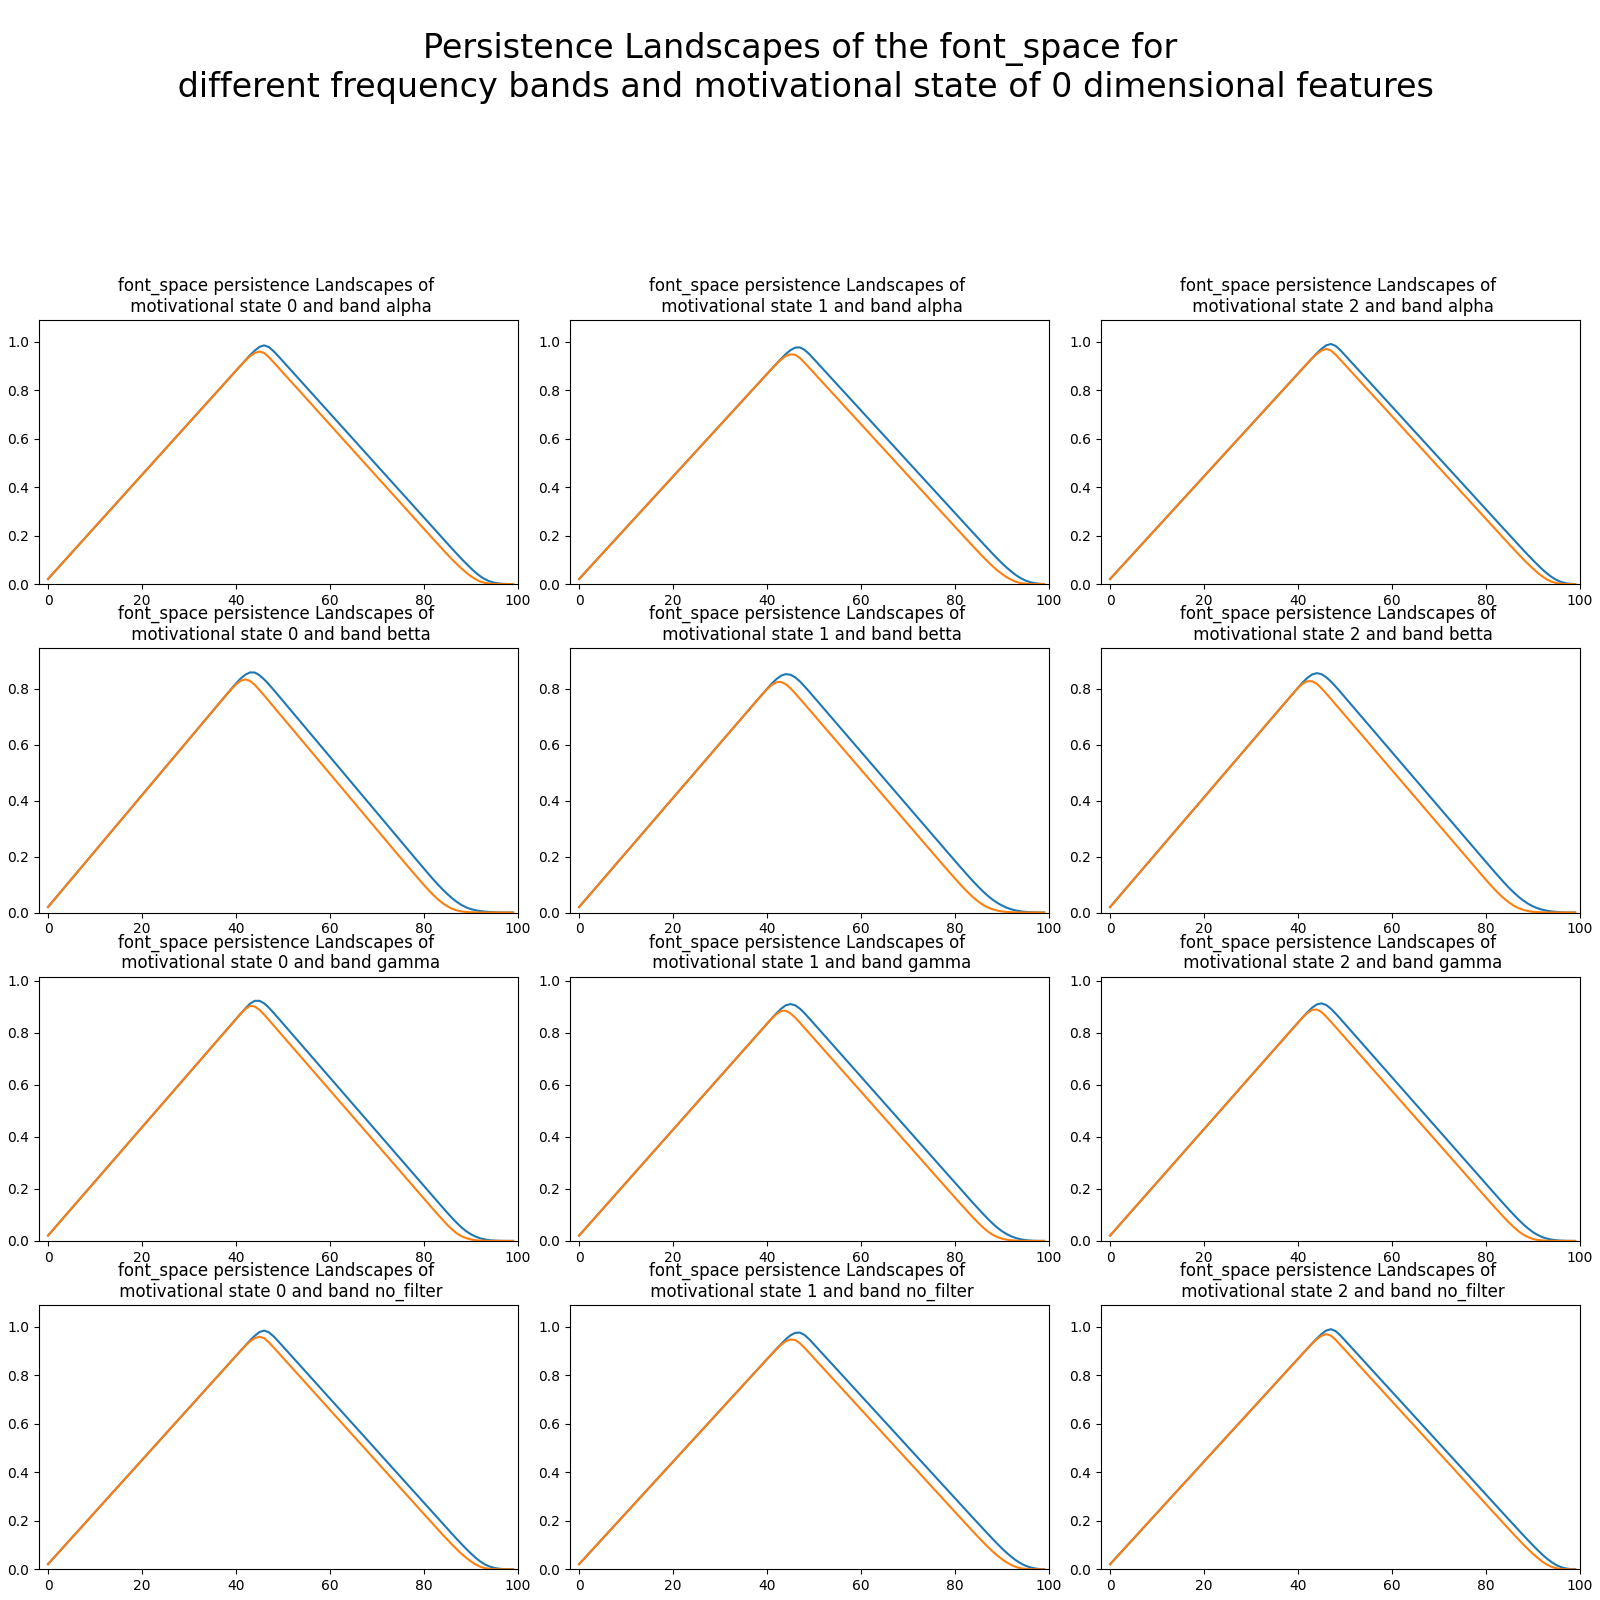 Persistence Landscapes of the font_space for
different frequency bands and motivational state of 0 dimensional features
font_space persistence Landscapes of
motivational state 0 and band alpha
font_space persistence Landscapes of
motivational state 1 and band alpha
font_space persistence Landscapes of
motivational state 2 and band alpha
1.0
0.8
0.6
0.4
0.2
0.0
0 20 40 60 80 100
1.0
0.8
0.6
0.4
0.2
0.0
0 20 40 60 80 100
1.0
0.8
0.6
0.4
0.2
0.0
0 20 40 60 80 100
font_space persistence Landscapes of
motivational state 0 and band betta
font_space persistence Landscapes of
motivational state 1 and band betta
font_space persistence Landscapes of
motivational state 2 and band betta
0.8
0.6
0.4
0.2
0.0
0 20 40 60 80 100
0.8
0.6
0.4
0.2
0.0
0 20 40 60 80 100
0.8
0.6
0.4
0.2
0.0
0 20 40 60 80 100
font_space persistence Landscapes of
motivational state 0 and band gamma
font_space persistence Landscapes of
motivational state 1 and band gamma
font_space persistence Landscapes of
motivational state 2 and band gamma
1.0
0.8
0.6
0.4
0.2
0.0
0 20 40 60 80 100
1.0
0.8
0.6
0.4
0.2
0.0
0 20 40 60 80 100
1.0
0.8
0.6
0.4
0.2
0.0
0 20 40 60 80 100
font_space persistence Landscapes of
motivational state 0 and band no_filter
font_space persistence Landscapes of
motivational state 1 and band no_filter
font_space persistence Landscapes of
motivational state 2 and band no_filter
1.0
0.8
0.6
0.4
0.2
0.0
0 20 40 60 80 100
1.0
0.8
0.6
0.4
0.2
0.0
0 20 40 60 80 100
1.0
0.8
0.6
0.4
0.2
0.0
0 20 40 60 80 100